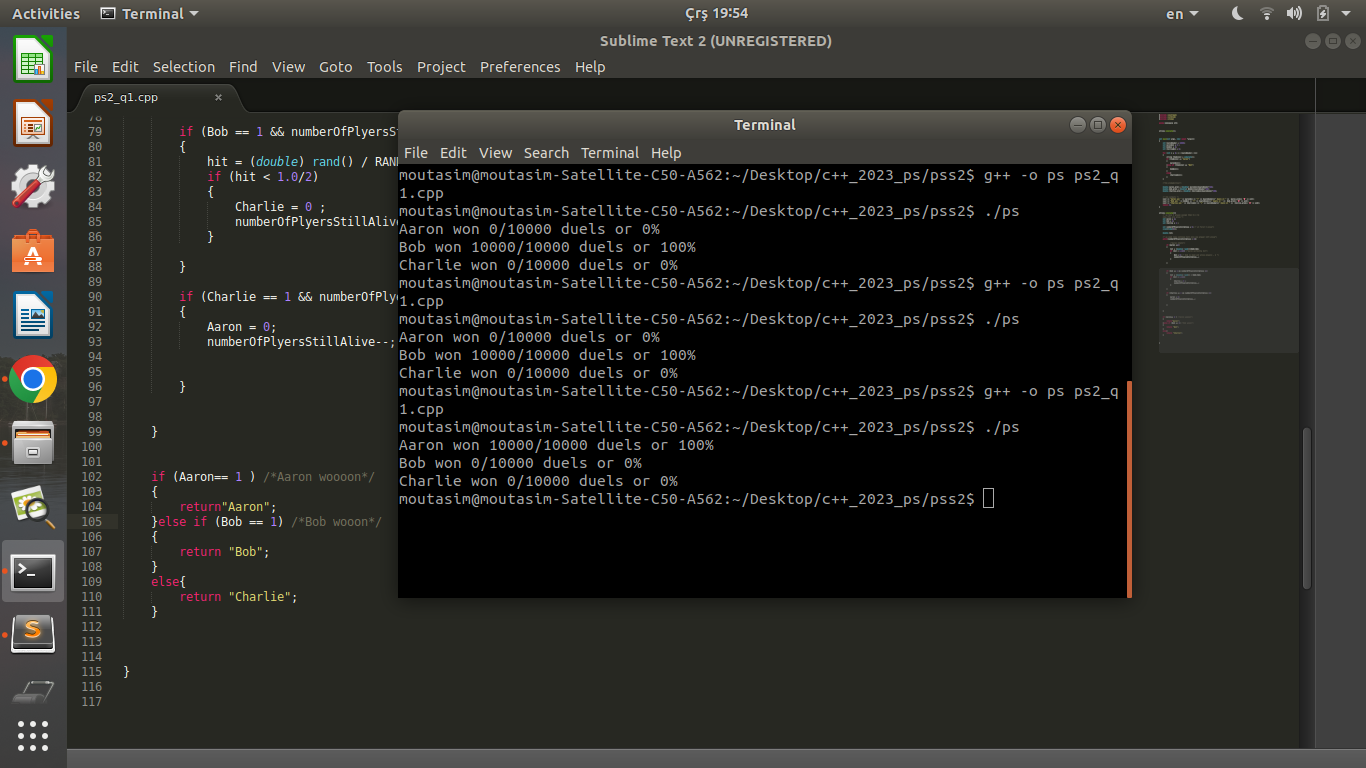 Activities Terminal Çrş 19:54 en
Sublime Text 2 (UNREGISTERED)
File Edit Selection Find View Goto Tools Project Preferences Help
ps2_q1.cpp ×
78
79 if (Bob == 1 && numberOfPlyersSt
80 {
81 hit = (double) rand() / RAND
82 if (hit < 1.0/2)
83 {
84 Charlie = 0 ;
85 numberOfPlyersStillAlive
86 }
87
88 }
89
90 if (Charlie == 1 && numberOfPlye
91 {
92 Aaron = 0;
93 numberOfPlyersStillAlive--;
94
95
96 }
97
98
99 }
100
101
102 if (Aaron== 1 ) /*Aaron woooon*/
103 {
104 return"Aaron";
105 }else if (Bob == 1) /*Bob wooon*/
106 {
107 return "Bob";
108 }
109 else{
110 return "Charlie";
111 }
112
113
114
115 }
116
117
Terminal
File Edit View Search Terminal Help
moutasim@moutasim-Satellite-C50-A562:~/Desktop/c++_2023_ps/pss2$ g++ -o ps ps2_q
1.cpp
moutasim@moutasim-Satellite-C50-A562:~/Desktop/c++_2023_ps/pss2$ ./ps
Aaron won 0/10000 duels or 0%
Bob won 10000/10000 duels or 100%
Charlie won 0/10000 duels or 0%
moutasim@moutasim-Satellite-C50-A562:~/Desktop/c++_2023_ps/pss2$ g++ -o ps ps2_q
1.cpp
moutasim@moutasim-Satellite-C50-A562:~/Desktop/c++_2023_ps/pss2$ ./ps
Aaron won 0/10000 duels or 0%
Bob won 10000/10000 duels or 100%
Charlie won 0/10000 duels or 0%
moutasim@moutasim-Satellite-C50-A562:~/Desktop/c++_2023_ps/pss2$ g++ -o ps ps2_q
1.cpp
moutasim@moutasim-Satellite-C50-A562:~/Desktop/c++_2023_ps/pss2$ ./ps
Aaron won 10000/10000 duels or 100%
Bob won 0/10000 duels or 0%
Charlie won 0/10000 duels or 0%
moutasim@moutasim-Satellite-C50-A562:~/Desktop/c++_2023_ps/pss2$